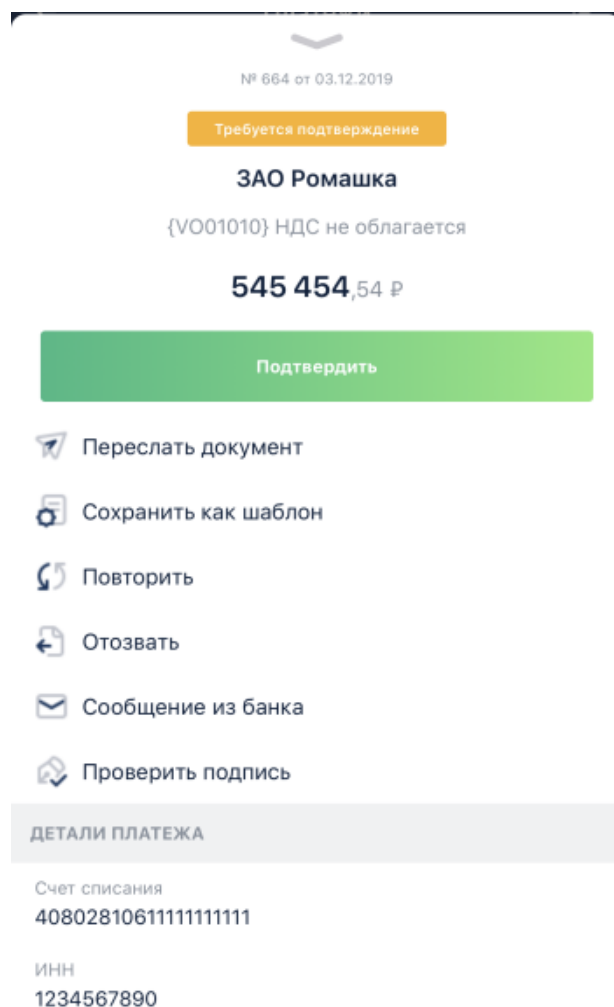 № 664 от 03.12.2019
Требуется подтверждение
ЗАО Ромашка
{VO01010} НДС не облагается
545 454,54 ₽
Подтвердить
Переслать документ
Сохранить как шаблон
Повторить
Отозвать
Сообщение из банка
Проверить подпись
ДЕТАЛИ ПЛАТЕЖА
Счет списания
40802810611111111111
ИНН
1234567890